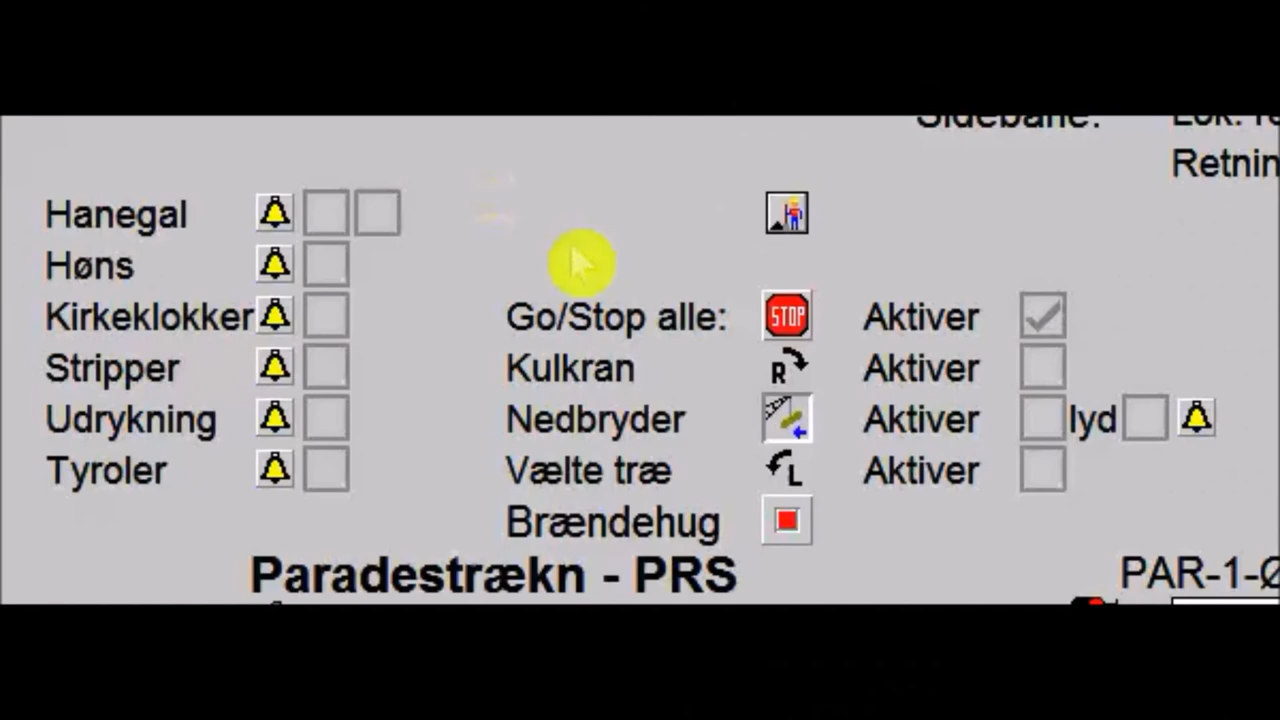 Sidebane:
Retnin
Hanegal
Høns
Kirkeklokker
Go/Stop alle: STOP Aktiver
Stripper
Kulkran R Aktiver
Udrykning
Nedbryder Aktiver lyd
Tyroler
Vælte træ L Aktiver
Brændehug
Paradestrækn - PRS
PAR-1-Ø